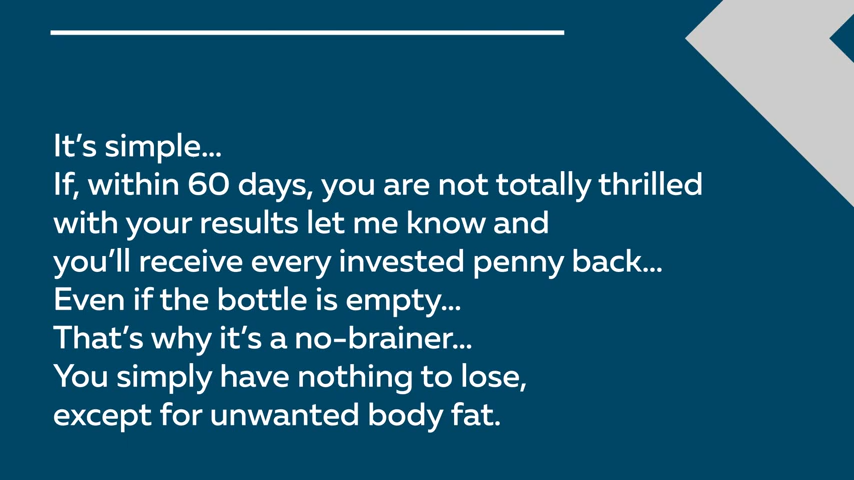 It's simple...
If, within 60 days, you are not totally thrilled
with your results let me know and
you'll receive every invested penny back...
Even if the bottle is empty...
That's why it's a no-brainer...
You simply have nothing to lose,
except for unwanted body fat.